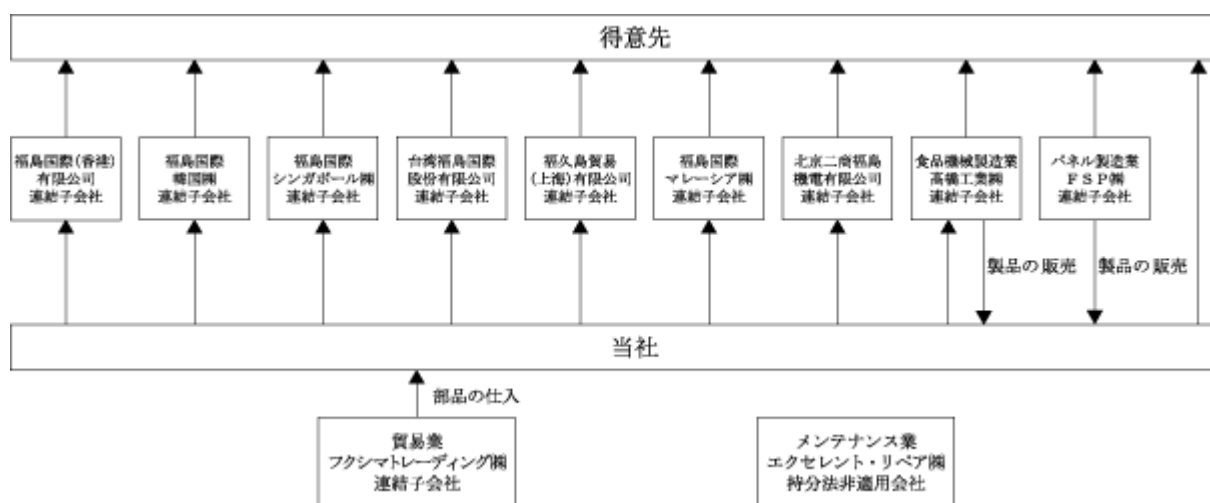 得意先
福島国際(香港)
有限公司
連結子会社
福島国際
韓国㈱
連結子会社
福島国際
シンガポール㈱
連結子会社
台湾福島国際
股份有限公司
連結子会社
福久島貿易
(上海)有限公司
連結子会社
福島国際
マレーシア㈱
連結子会社
北京二商福島
機電有限公司
連結子会社
食品機械製造業
高橋工業㈱
連結子会社
パネル製造業
FSP㈱
連結子会社
製品の販売
製品の販売
当社
部品の仕入
貿易業
フクシマトレーディング㈱
連結子会社
メンテナンス業
エクセレント・リペア㈱
持分法非適用会社